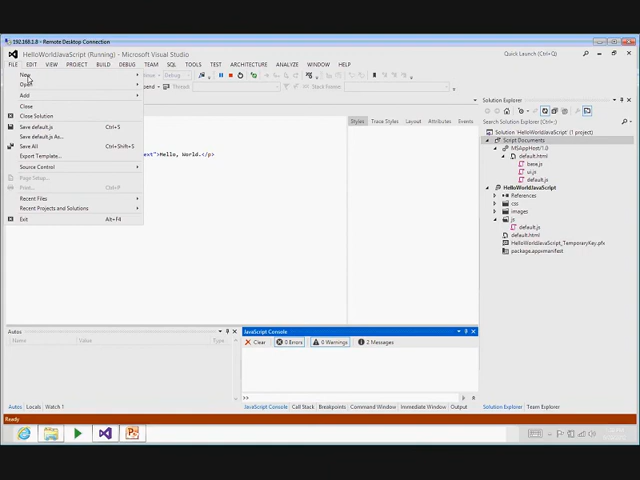 192.168.1.8 - Remote Desktop Connection
HelloWorldJavaScript (Running) - Microsoft Visual Studio
Quick Launch (Ctrl+Q)
FILE EDIT VIEW PROJECT BUILD DEBUG TEAM SQL TOOLS TEST ARCHITECTURE ANALYZE WINDOW HELP
New
Debug
Open
Thread:
Stack Frame:
Add
Solution Explorer
Close
Close Solution
Search Solution Explorer (Ctrl+;)
Styles Trace Styles Layout Attributes Events
Save default.js Ctrl+S
Solution 'HelloWorldJavaScript' (1 project)
Save default.js As...
Script Documents
Save All Ctrl+Shift+S
MSAppHost/1.0
Export Template...
ext">Hello, World.</p>
default.html
Source Control
base.js
ui.js
Page Setup...
default.js
Print... Ctrl+P
HelloWorldJavaScript
Recent Files
References
Recent Projects and Solutions
css
images
Exit Alt+F4
js
default.js
default.html
HelloWorldJavaScript_TemporaryKey.pfx
package.appxmanifest
Autos
JavaScript Console
Name Value Type
Clear 0 Errors 0 Warnings 2 Messages
>>
Autos Locals Watch 1
JavaScript Console Call Stack Breakpoints Command Window Immediate Window Output
Solution Explorer Team Explorer
Ready